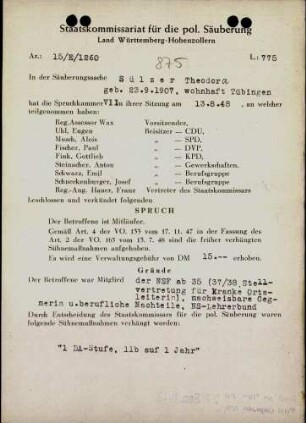 Staatskommissariat für die pol. Säuberung
Land Württemberg-Hohenzollern
Nr.: 15/E/1260
875
L: 775
In der Säuberungssache S ü l z e r Theodora
geb. 23.9.1907, wohnhaft Tübingen
hat die Spruchkammer VII in ihrer Sitzung am 13.8.48 , an welcher
teilgenommen haben:
Reg.Assessor Wax Vorsitzender,
Uhl, Eugen Beisitzer — CDU,
Munch, Alois „ — SPD,
Fischer, Paul „ — DVP,
Fink, Gottlieb „ — KPD,
Steinacher, Anton „ — Gewerkschaften,
Schwarz, Emil „ — Berufsgruppe
Schneckenburger, Josef „ — Berufsgruppe
Reg.-Ang. Hauer, Franz Vertreter des Staatskommissars
beschlossen und verkündet folgenden
SPRUCH
Der Betroffene ist Mitläufer.
Gemäß Art. 4 der VO. 133 vom 17. 11. 47 in der Fassung des
Art. 2 der VO. 165 vom 13. 7. 48 sind die früher verhängten
Sühnemaßnahmen aufgehoben.
Es wird eine Verwaltungsgebühr von DM 15.-- erhoben.
Gründe
Der Betroffene war Mitglied der NSF ab 35 (37/38 Stell-
vertretung für kranke Orts-
leiterin), nachweisbare Geg-
nerin u.berufliche Nachteile, NS-Lehrerbund
Durch Entscheidung des Staatskommissars für die pol. Säuberung waren
folgende Sühnemaßnahmen verhängt worden:
"1 DA-Stufe, 11b auf 1 Jahr"